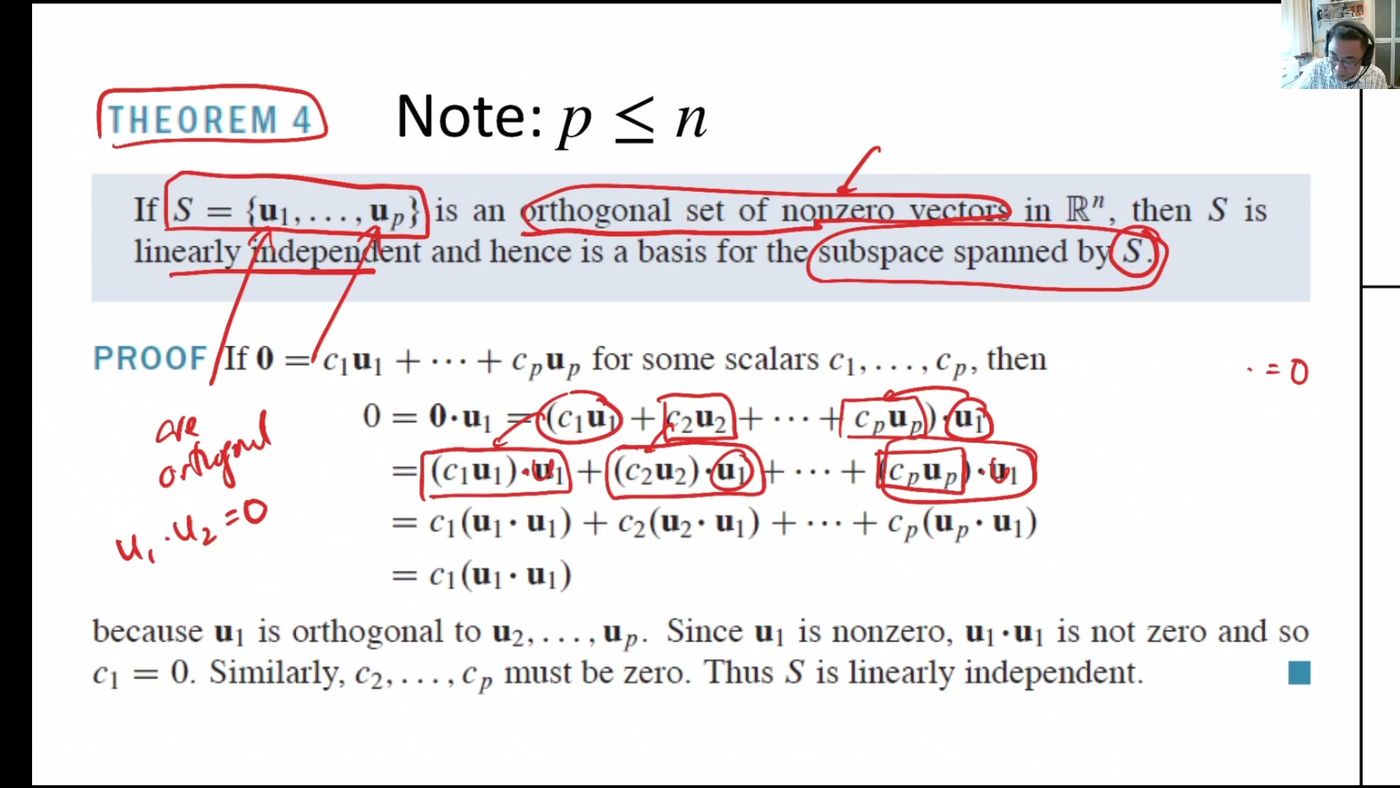 THEOREM 4 Note: p ≤ n
If S = {u₁, . . . , uₚ} is an orthogonal set of nonzero vectors in ℝⁿ, then S is
linearly independent and hence is a basis for the subspace spanned by S.
PROOF If 0 = c₁u₁ + ··· + cₚuₚ for some scalars c₁, . . . , cₚ, then
· = 0
0 = 0·u₁ = (c₁u₁ + c₂u₂ + ··· + cₚuₚ)·u₁
are
orthogonal
= (c₁u₁)·u₁ + (c₂u₂)·u₁ + ··· + (cₚuₚ)·u₁
u₁·u₂ = 0
= c₁(u₁·u₁) + c₂(u₂·u₁) + ··· + cₚ(uₚ·u₁)
= c₁(u₁·u₁)
because u₁ is orthogonal to u₂, . . . , uₚ. Since u₁ is nonzero, u₁·u₁ is not zero and so
c₁ = 0. Similarly, c₂, . . . , cₚ must be zero. Thus S is linearly independent.